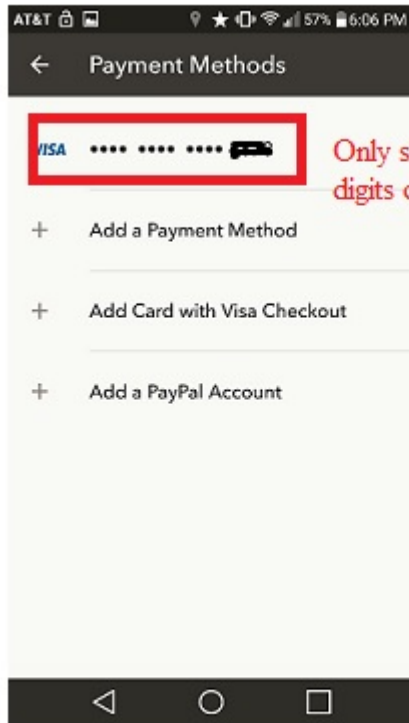 AT&T 57% 6:06 PM
Payment Methods
VISA •••• •••• ••••
Only s
digits
Add a Payment Method
Add Card with Visa Checkout
Add a PayPal Account